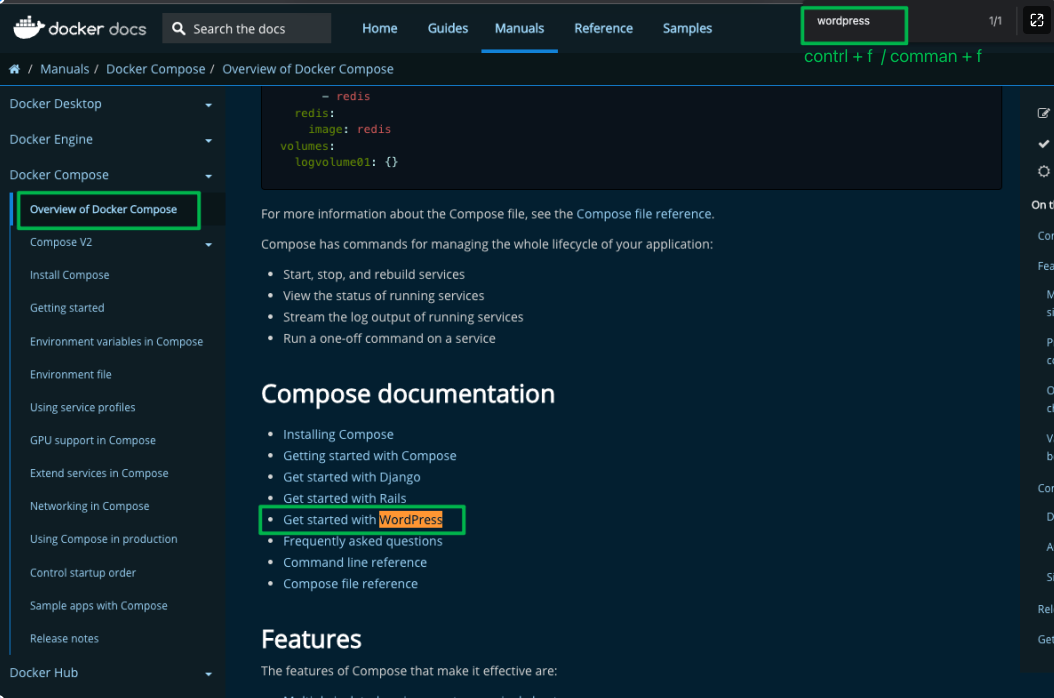 docker docs
Search the docs
Home
Guides
Manuals
Reference
Samples
wordpress
1/1
contrl + f / comman + f
/ Manuals / Docker Compose / Overview of Docker Compose
Docker Desktop
Docker Engine
Docker Compose
Overview of Docker Compose
Compose V2
Install Compose
Getting started
Environment variables in Compose
Environment file
Using service profiles
GPU support in Compose
Extend services in Compose
Networking in Compose
Using Compose in production
Control startup order
Sample apps with Compose
Release notes
Docker Hub
- redis
redis:
image: redis
volumes:
logvolume01: {}
For more information about the Compose file, see the Compose file reference.
Compose has commands for managing the whole lifecycle of your application:
• Start, stop, and rebuild services
• View the status of running services
• Stream the log output of running services
• Run a one-off command on a service
Compose documentation
• Installing Compose
• Getting started with Compose
• Get started with Django
• Get started with Rails
• Get started with WordPress
• Frequently asked questions
• Command line reference
• Compose file reference
Features
The features of Compose that make it effective are: